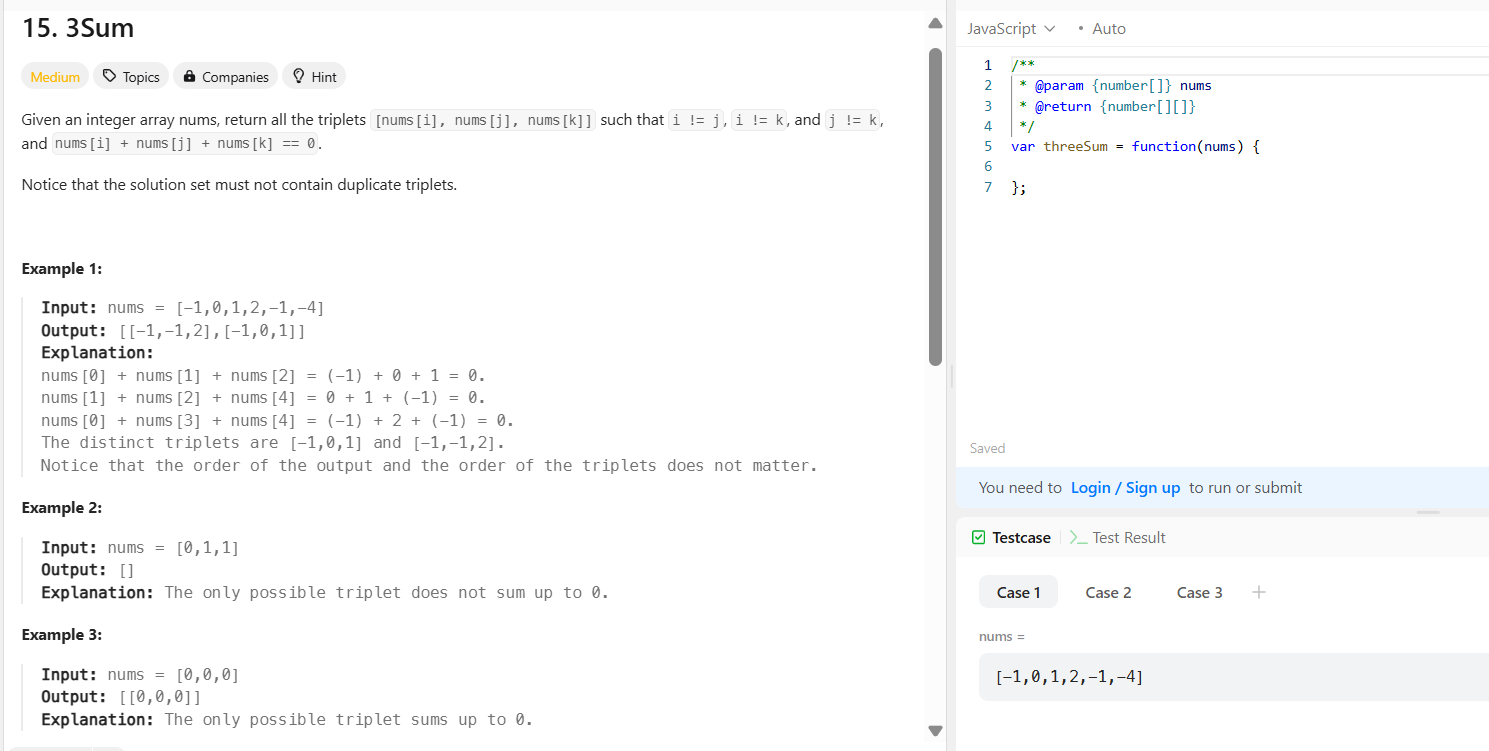 15. 3Sum
Medium Topics Companies Hint
Given an integer array nums, return all the triplets [nums[i], nums[j], nums[k]] such that i != j, i != k, and j != k,
and nums[i] + nums[j] + nums[k] == 0.
Notice that the solution set must not contain duplicate triplets.
Example 1:
Input: nums = [-1,0,1,2,-1,-4]
Output: [[-1,-1,2],[-1,0,1]]
Explanation:
nums[0] + nums[1] + nums[2] = (-1) + 0 + 1 = 0.
nums[1] + nums[2] + nums[4] = 0 + 1 + (-1) = 0.
nums[0] + nums[3] + nums[4] = (-1) + 2 + (-1) = 0.
The distinct triplets are [-1,0,1] and [-1,-1,2].
Notice that the order of the output and the order of the triplets does not matter.
Example 2:
Input: nums = [0,1,1]
Output: []
Explanation: The only possible triplet does not sum up to 0.
Example 3:
Input: nums = [0,0,0]
Output: [[0,0,0]]
Explanation: The only possible triplet sums up to 0.
JavaScript • Auto
1 /**
2 * @param {number[]} nums
3 * @return {number[][]}
4 */
5 var threeSum = function(nums) {
6
7 };
Saved
You need to Login / Sign up to run or submit
Testcase >_ Test Result
Case 1 Case 2 Case 3 +
nums =
[-1,0,1,2,-1,-4]